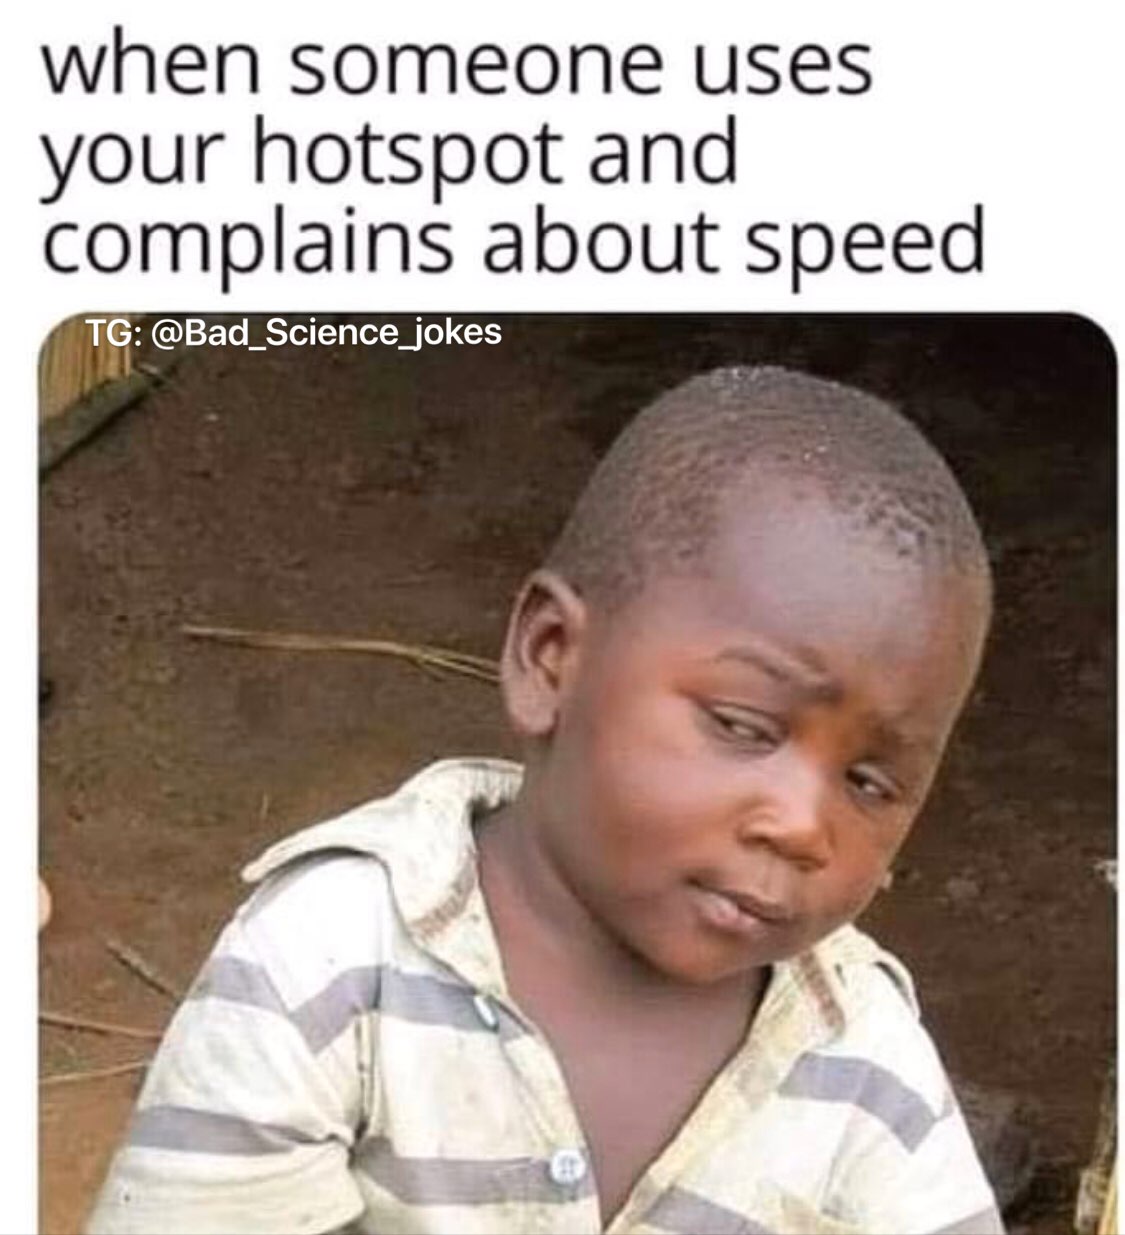 when someone uses
your hotspot and
complains about speed
TG: @Bad_Science_jokes